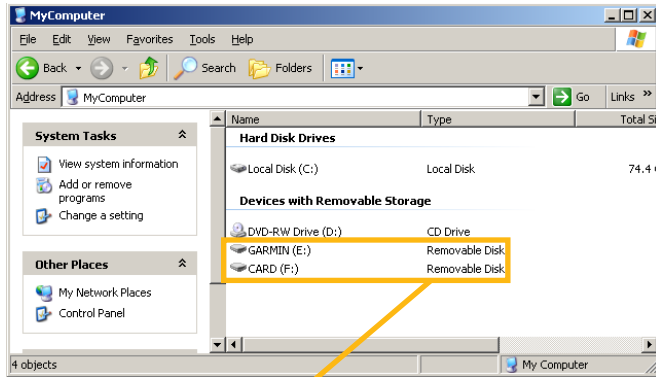 MyComputer
File Edit View Favorites Tools Help
Back Search Folders
Address MyComputer Go Links »
Name Type Total
System Tasks
View system information
Add or remove
programs
Change a setting
Other Places
My Network Places
Control Panel
Hard Disk Drives
Local Disk (C:) Local Disk 74.4
Devices with Removable Storage
DVD-RW Drive (D:) CD Drive
GARMIN (E:) Removable Disk
CARD (F:) Removable Disk
4 objects My Computer